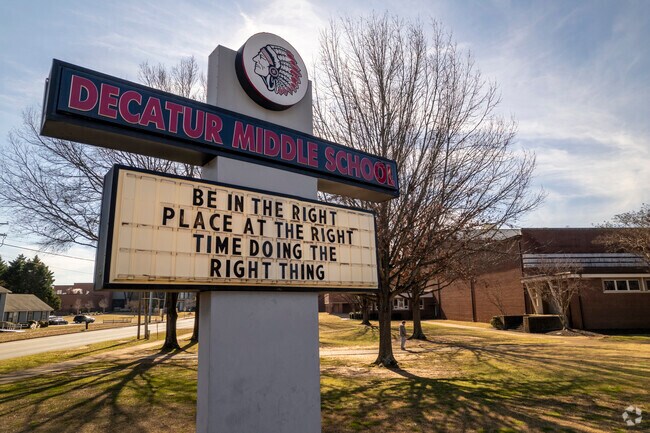 DECATUR MIDDLE SCHOOL
BE IN THE RIGHT
PLACE AT THE RIGHT
TIME DOING THE
RIGHT THING